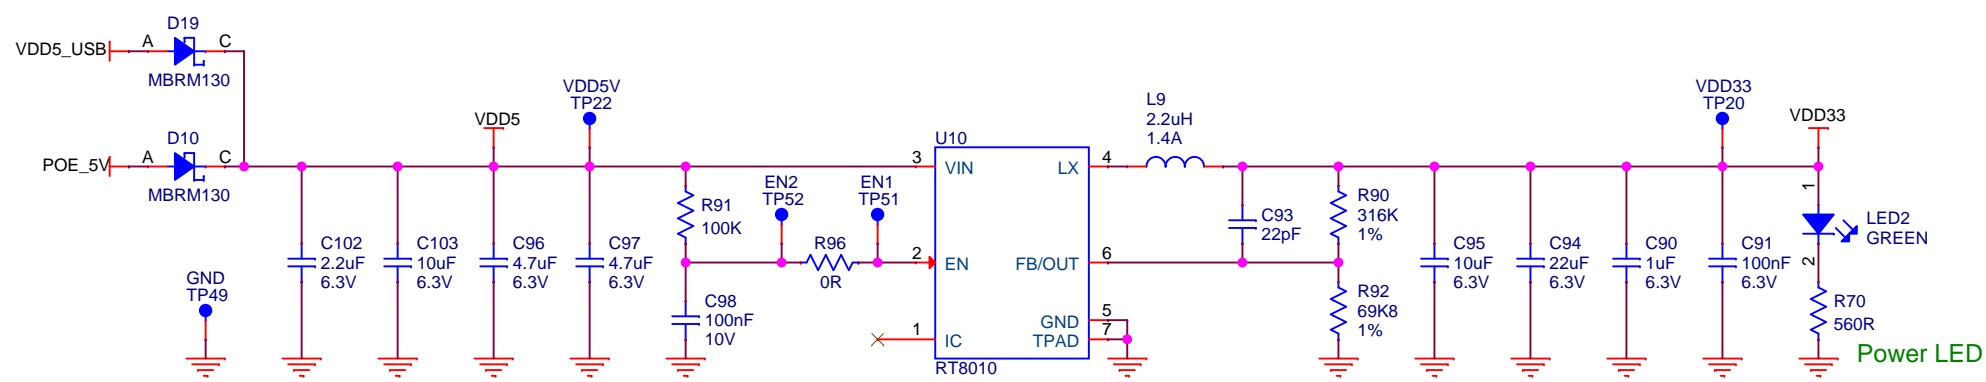 D19
VDD5_USB
A
C
MBRM130
D10
POE_5V
A
C
MBRM130
GND
TP49
C102
2.2uF
6.3V
C103
10uF
6.3V
VDD5
C96
4.7uF
6.3V
VDD5V
TP22
C97
4.7uF
6.3V
R91
100K
C98
100nF
10V
EN2
TP52
R96
0R
EN1
TP51
U10
3
VIN
2
EN
1
IC
LX
4
FB/OUT
6
GND
5
TPAD
7
RT8010
L9
2.2uH
1.4A
C93
22pF
R90
316K
1%
R92
69K8
1%
C95
10uF
6.3V
C94
22uF
6.3V
C90
1uF
6.3V
VDD33
TP20
C91
100nF
6.3V
VDD33
1
LED2
GREEN
2
R70
560R
Power LED